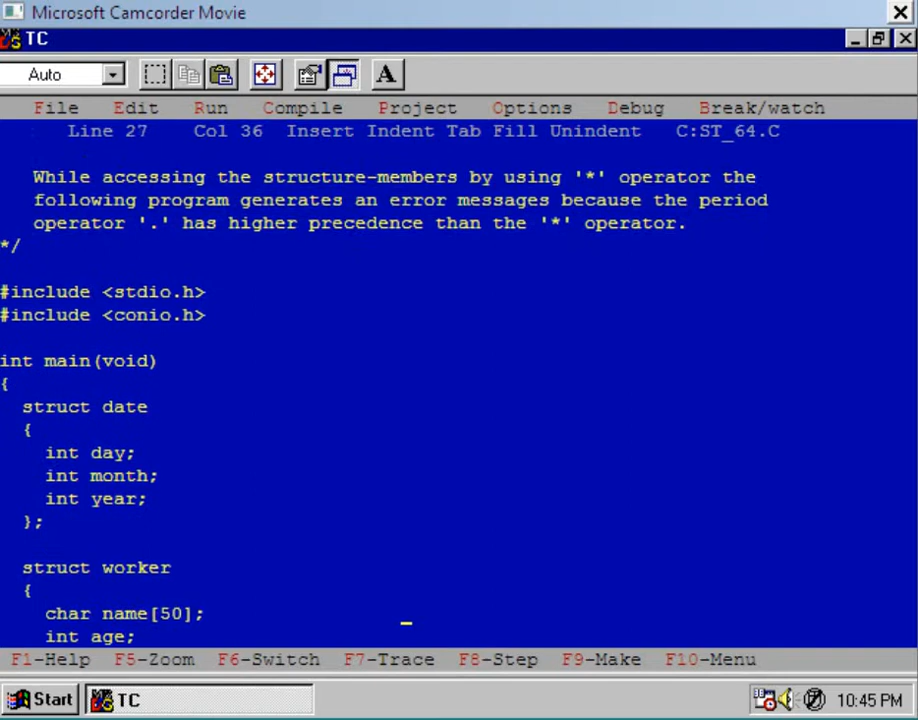 Microsoft Camcorder Movie
TC
Auto
A
File Edit Run Compile Project Options Debug Break/watch
Line 27 Col 36 Insert Indent Tab Fill Unindent C:ST_64.C
While accessing the structure-members by using '*' operator the
following program generates an error messages because the period
operator '.' has higher precedence than the '*' operator.
*/
#include <stdio.h>
#include <conio.h>
int main(void)
{
struct date
{
int day;
int month;
int year;
};
struct worker
{
char name[50];
int age;
F1-Help F5-Zoom F6-Switch F7-Trace F8-Step F9-Make F10-Menu
Start TC 10:45 PM